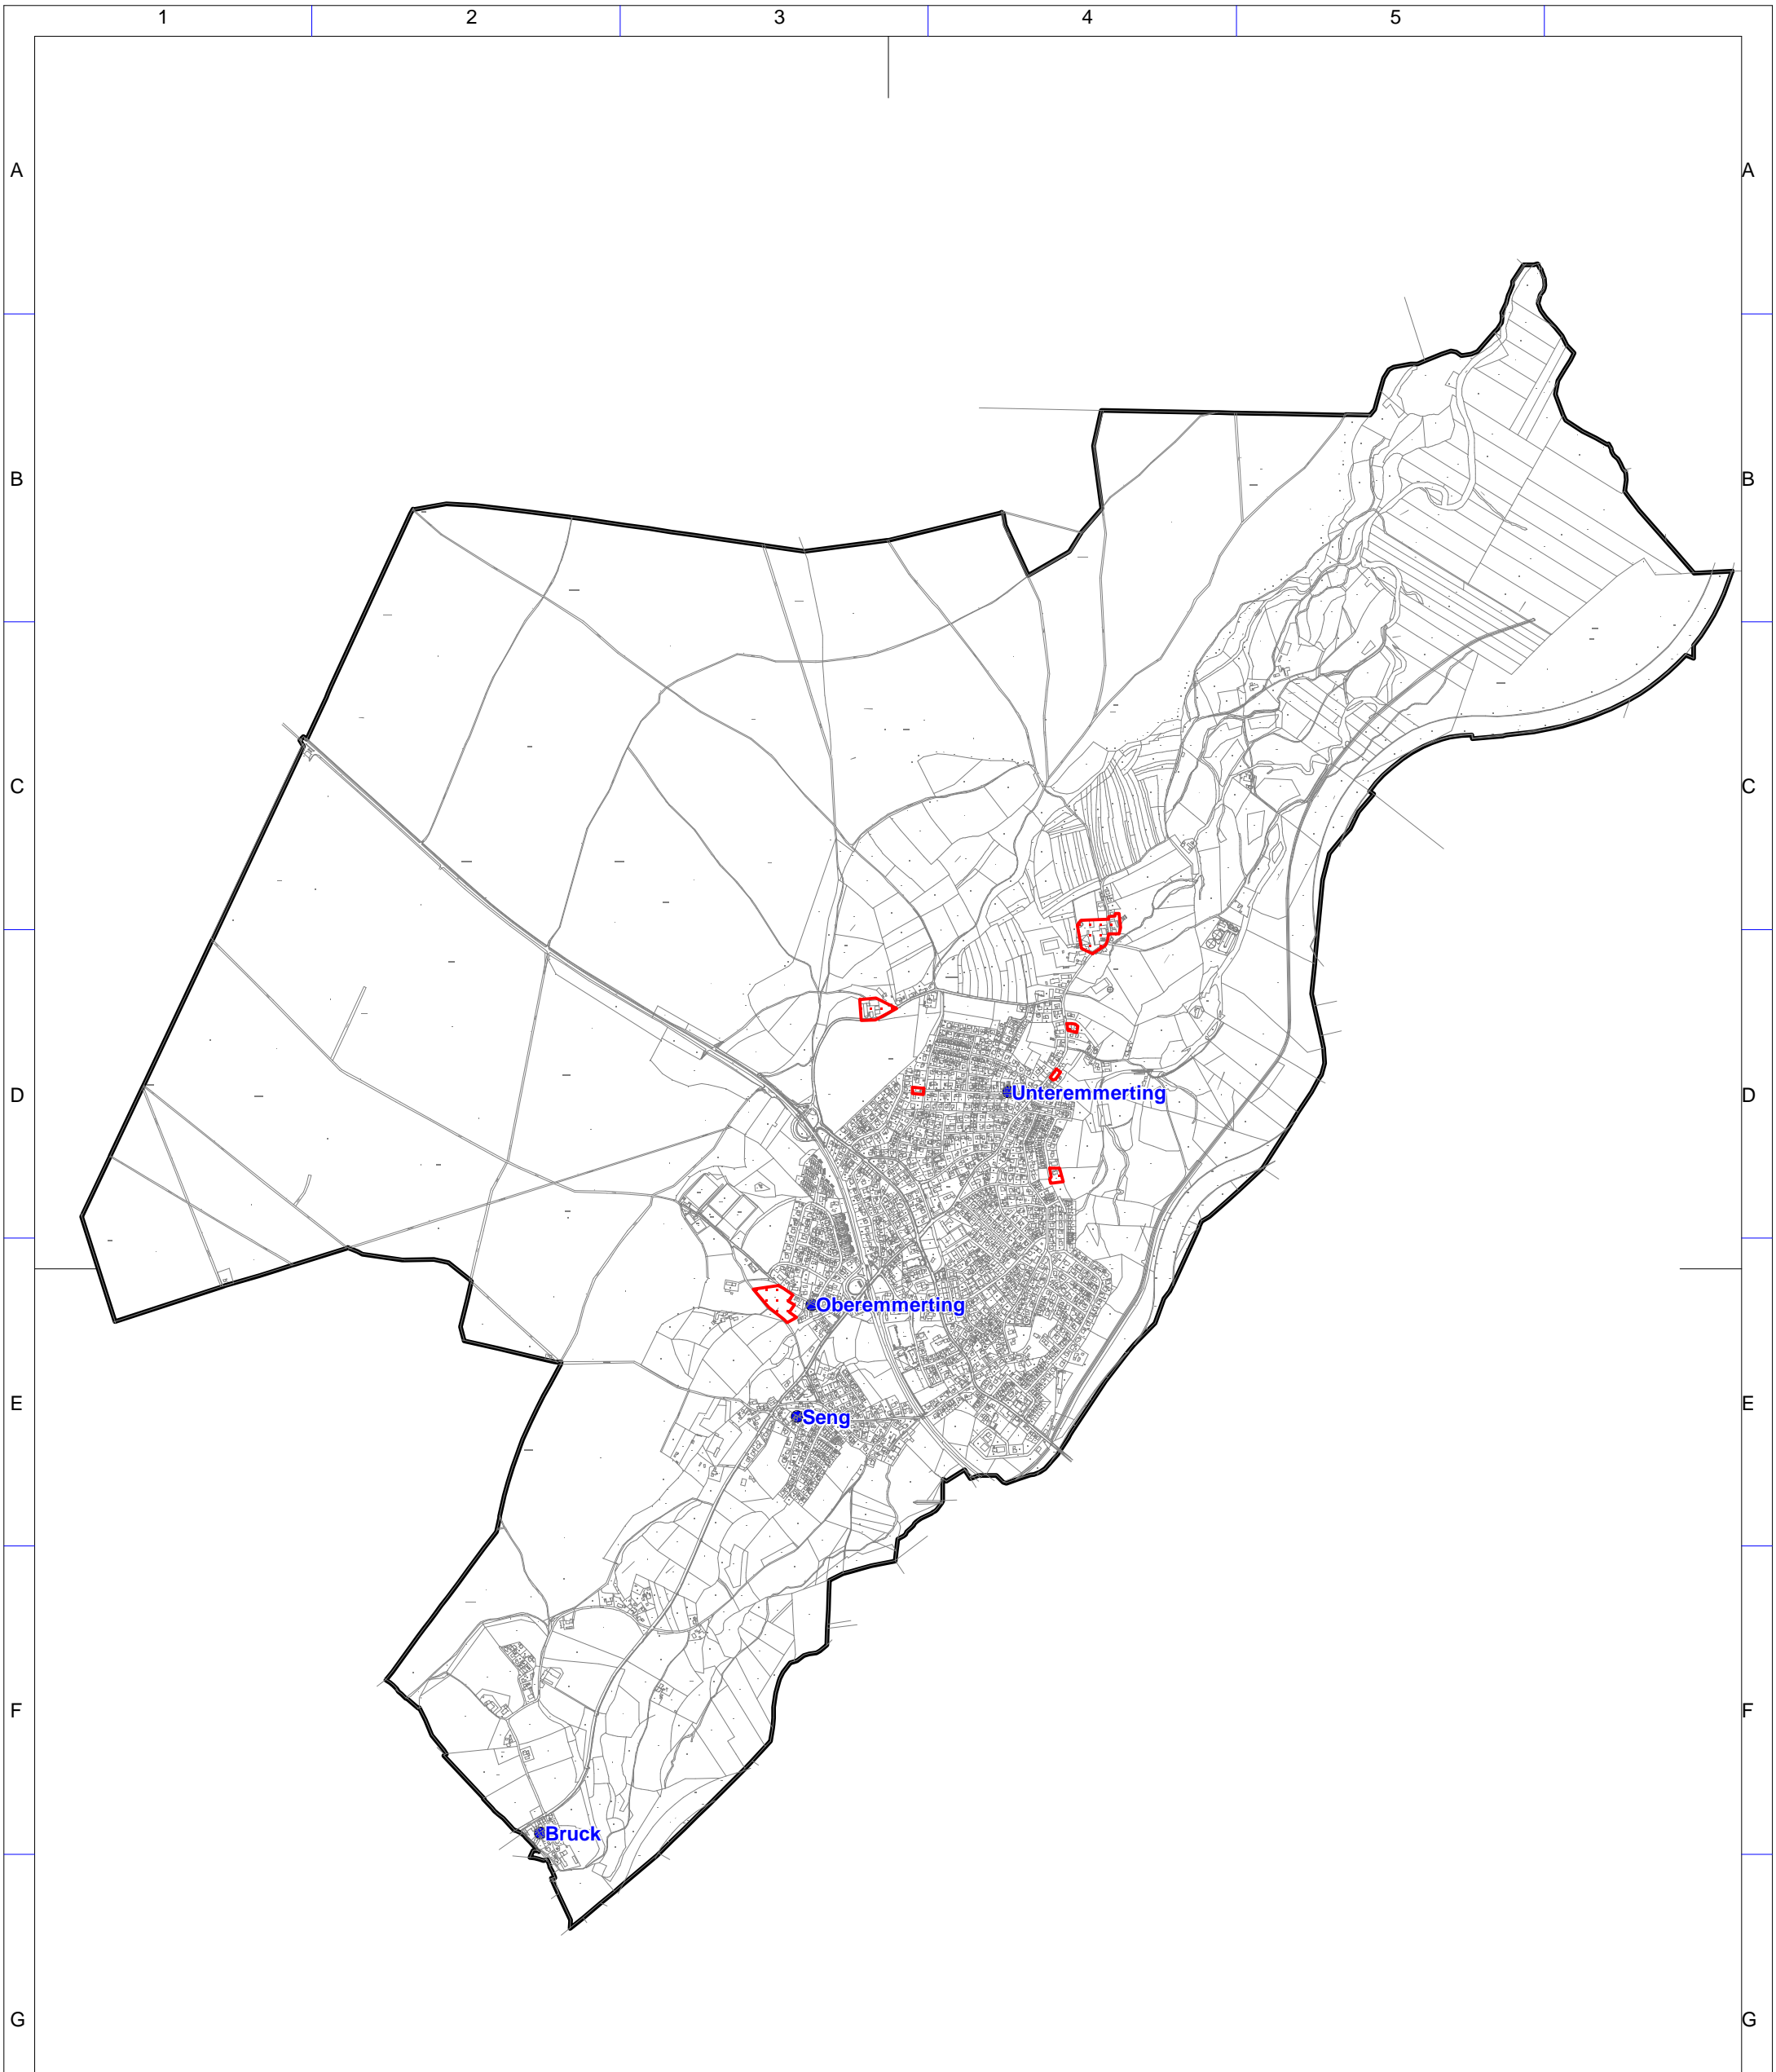 1 2 3 4 5
A A
B B
C C
D Unteremmerting D
Oberemmerting
E E
Seng
F F
Bruck
G G